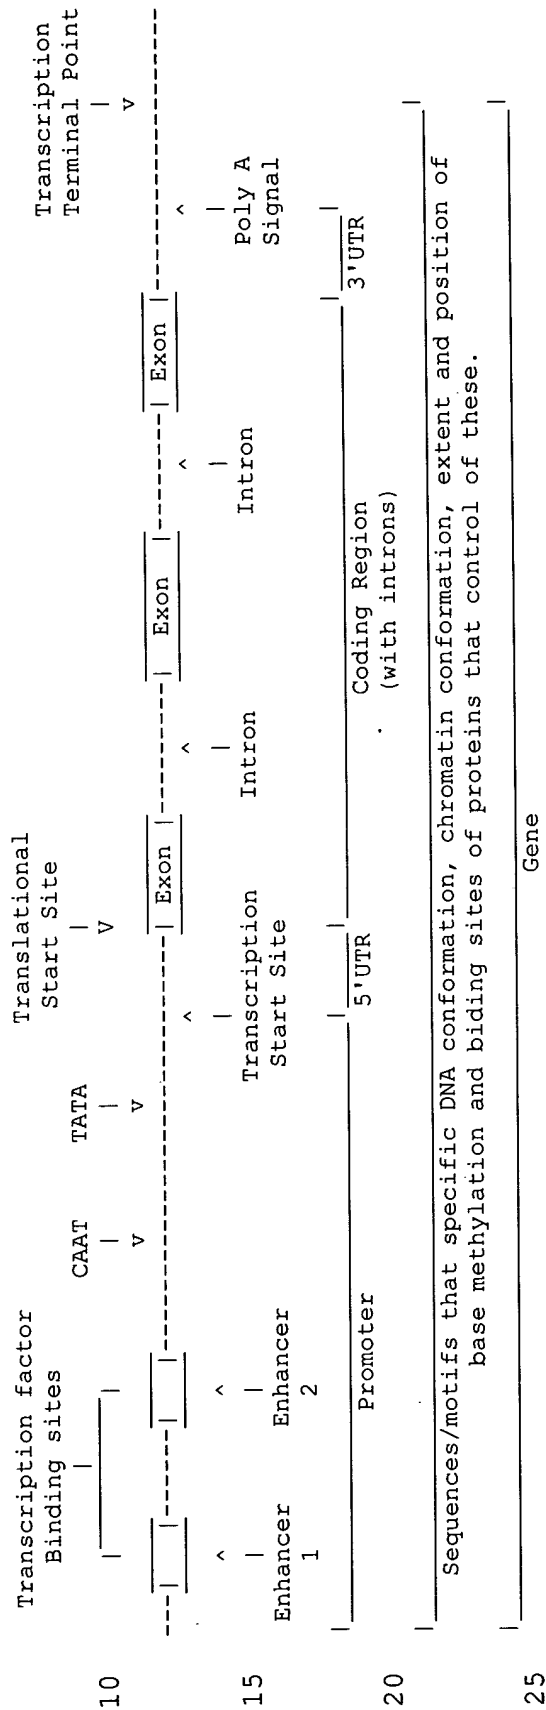 Transcription factor
Binding sites
CAAT
TATA
Translational
Start Site
Transcription
Terminal Point
10
Exon
Exon
Exon
15
Enhancer
1
Enhancer
2
Transcription
Start Site
Intron
Intron
Poly A
Signal
Promoter
5'UTR
Coding Region
(with introns)
3'UTR
20
Sequences/motifs that specific DNA conformation, chromatin conformation, extent and position of
base methylation and biding sites of proteins that control of these.
25
Gene